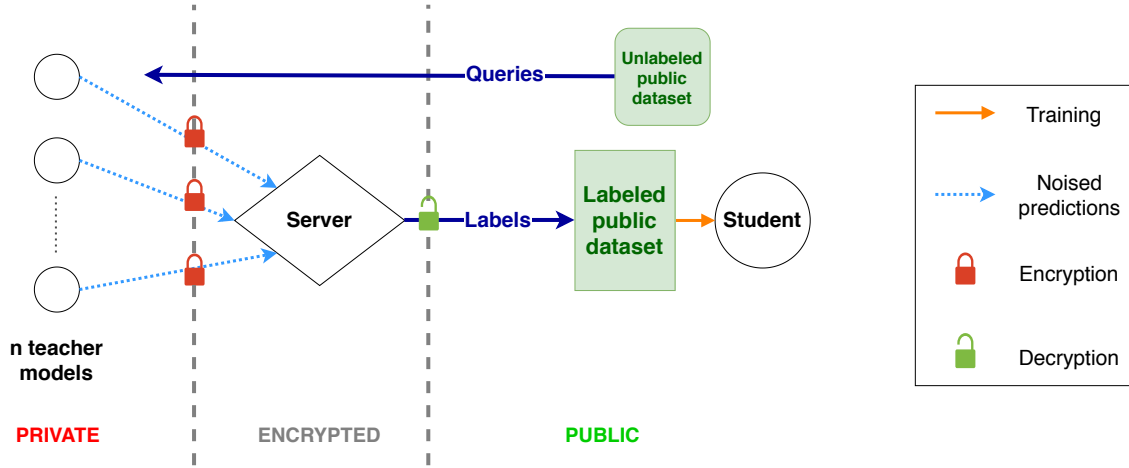 Queries
Unlabeled
public
dataset
Server
Labels
Labeled
public
dataset
Student
n teacher
models
PRIVATE
ENCRYPTED
PUBLIC
Training
Noised
predictions
Encryption
Decryption